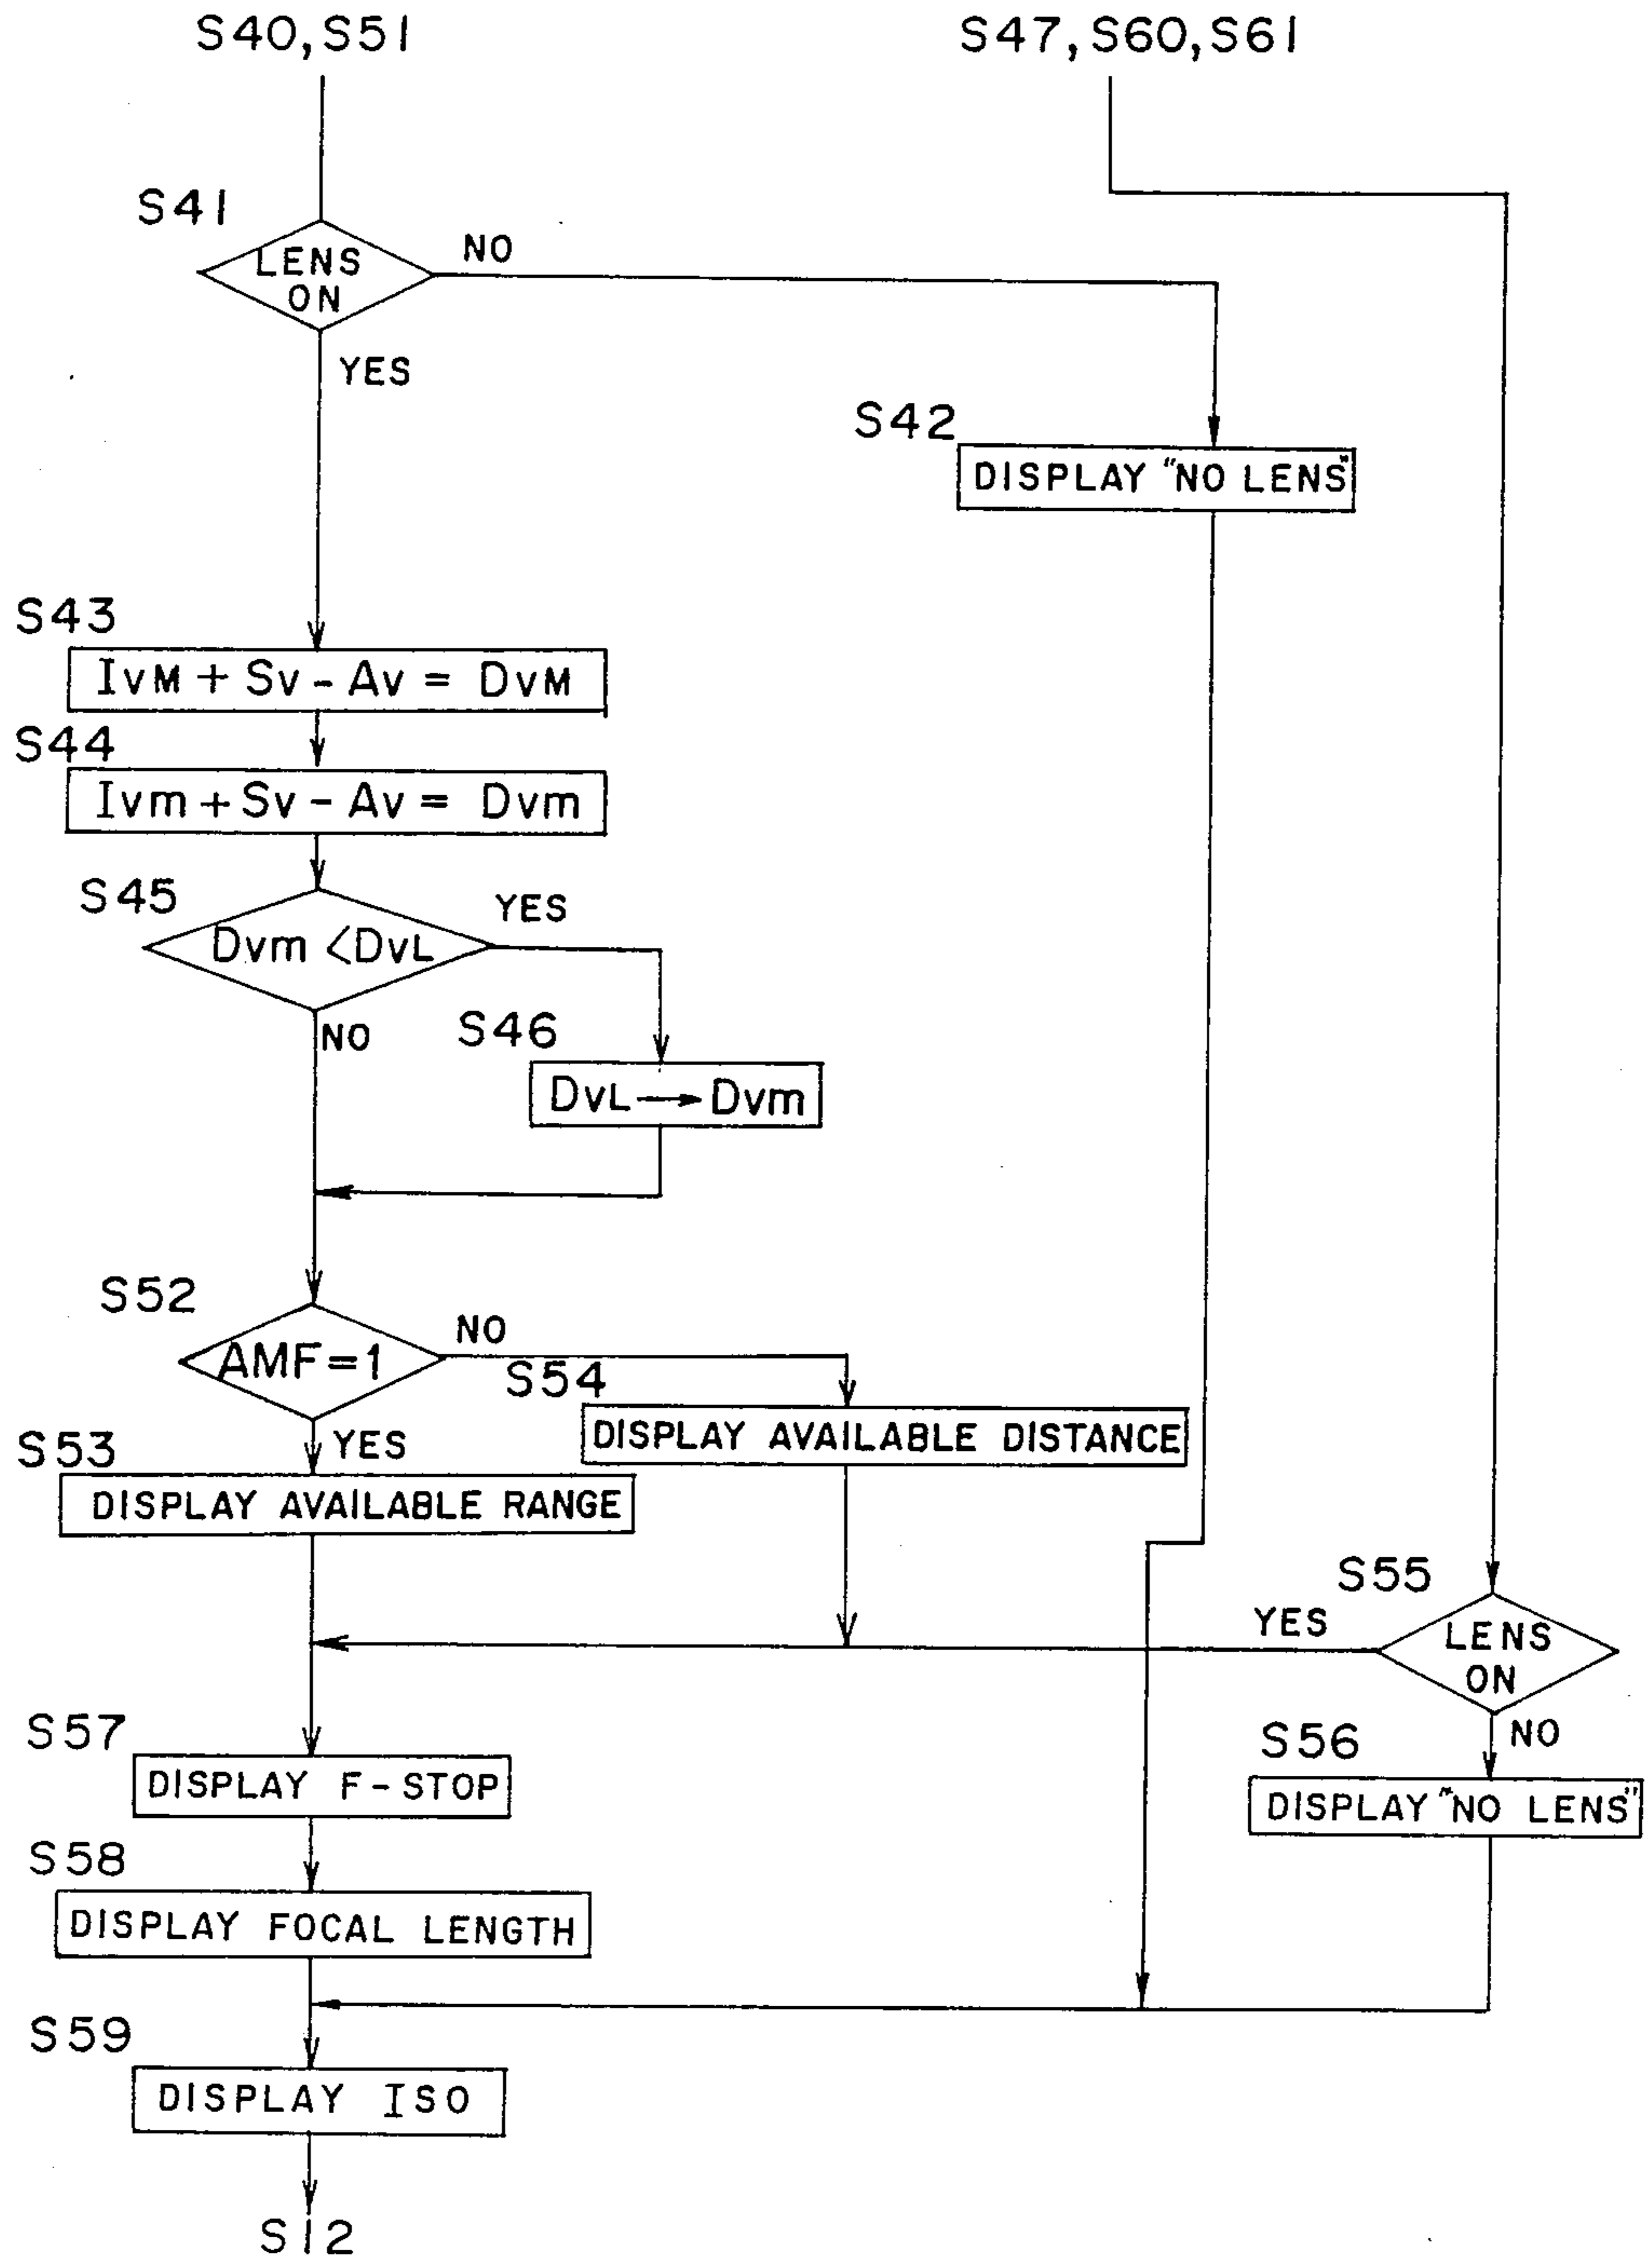 S40, S51
S47, S60, S61
S41
LENS
ON
NO
YES
S42
DISPLAY "NO LENS"
S43
IvM + Sv - Av = DvM
S44
Ivm + Sv - Av = Dvm
S45
Dvm < DvL
YES
NO
S46
DvL → Dvm
S52
AMF=1
NO
S54
DISPLAY AVAILABLE DISTANCE
YES
S53
DISPLAY AVAILABLE RANGE
S55
YES
LENS
ON
NO
S57
DISPLAY F-STOP
S56
DISPLAY "NO LENS"
S58
DISPLAY FOCAL LENGTH
S59
DISPLAY ISO
S12